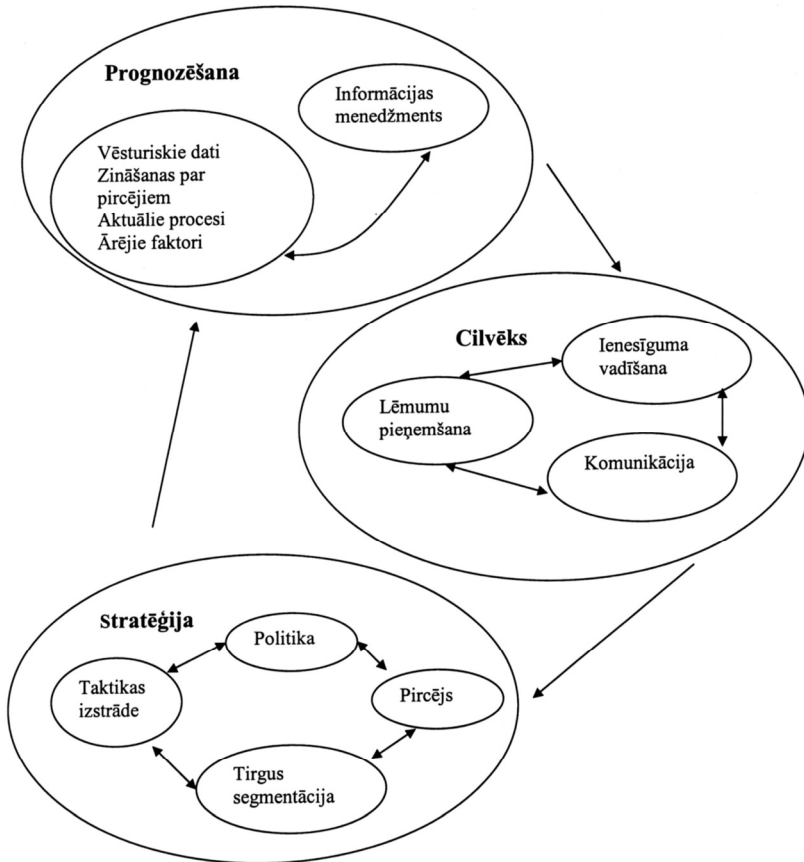 Prognozēšana
Informācijas
menedžments
Vēsturiskie dati
Zināšanas par
pircējiem
Aktuālie procesi
Ārējie faktori
Cilvēks
Ienesīguma
vadīšana
Lēmumu
pieņemšana
Komunikācija
Stratēģija
Politika
Taktikas
izstrāde
Pircējs
Tirgus
segmentācija